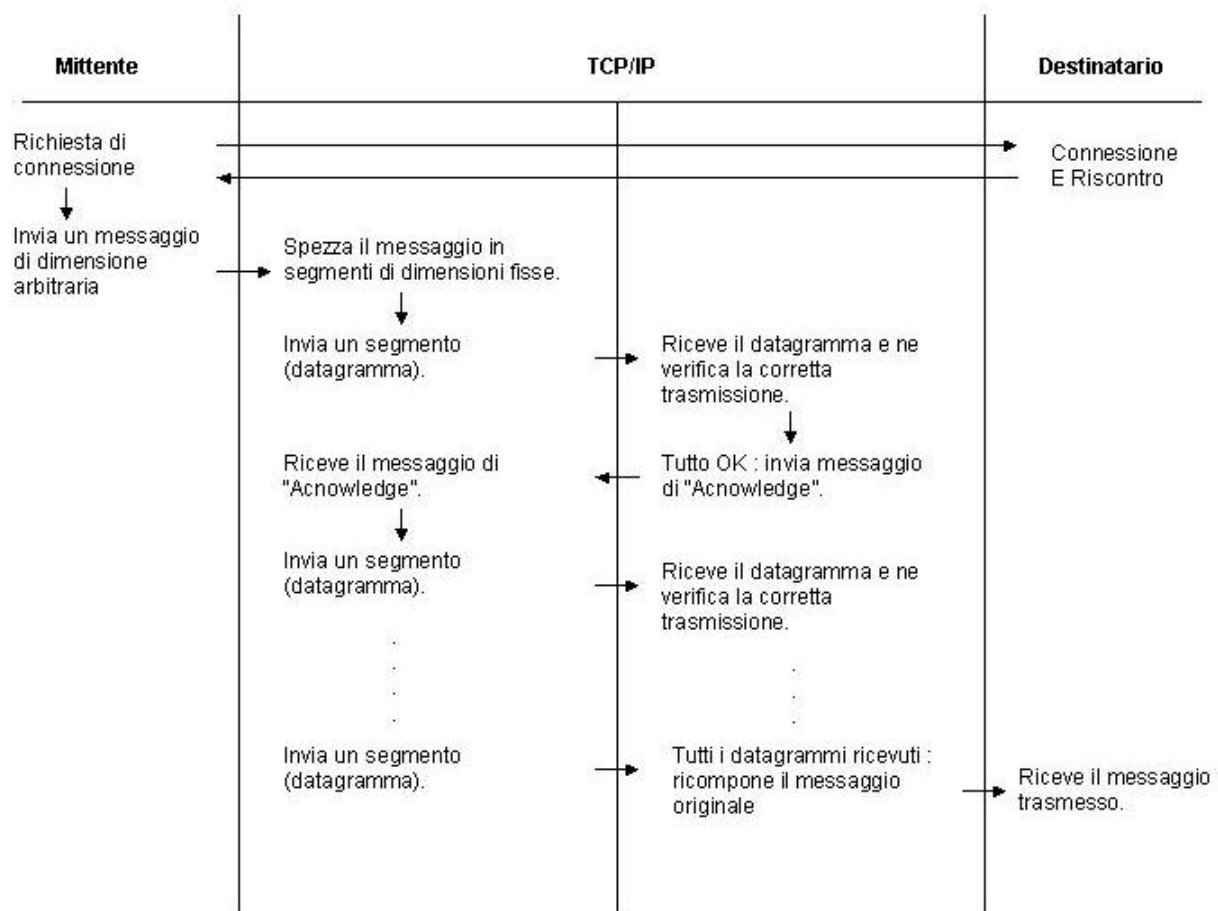 Mittente
TCP/IP
Destinatario
Richiesta di
connessione
Connessione
E Riscontro
Invia un messaggio
di dimensione
arbitraria
Spezza il messaggio in
segmenti di dimensioni fisse.
Invia un segmento
(datagramma).
Riceve il datagramma e ne
verifica la corretta
trasmissione.
Riceve il messaggio di
"Acnowledge".
Tutto OK : invia messaggio
di "Acnowledge".
Invia un segmento
(datagramma).
Riceve il datagramma e ne
verifica la corretta
trasmissione.
Invia un segmento
(datagramma).
Tutti i datagrammi ricevuti :
ricompone il messaggio
originale
Riceve il messaggio
trasmesso.